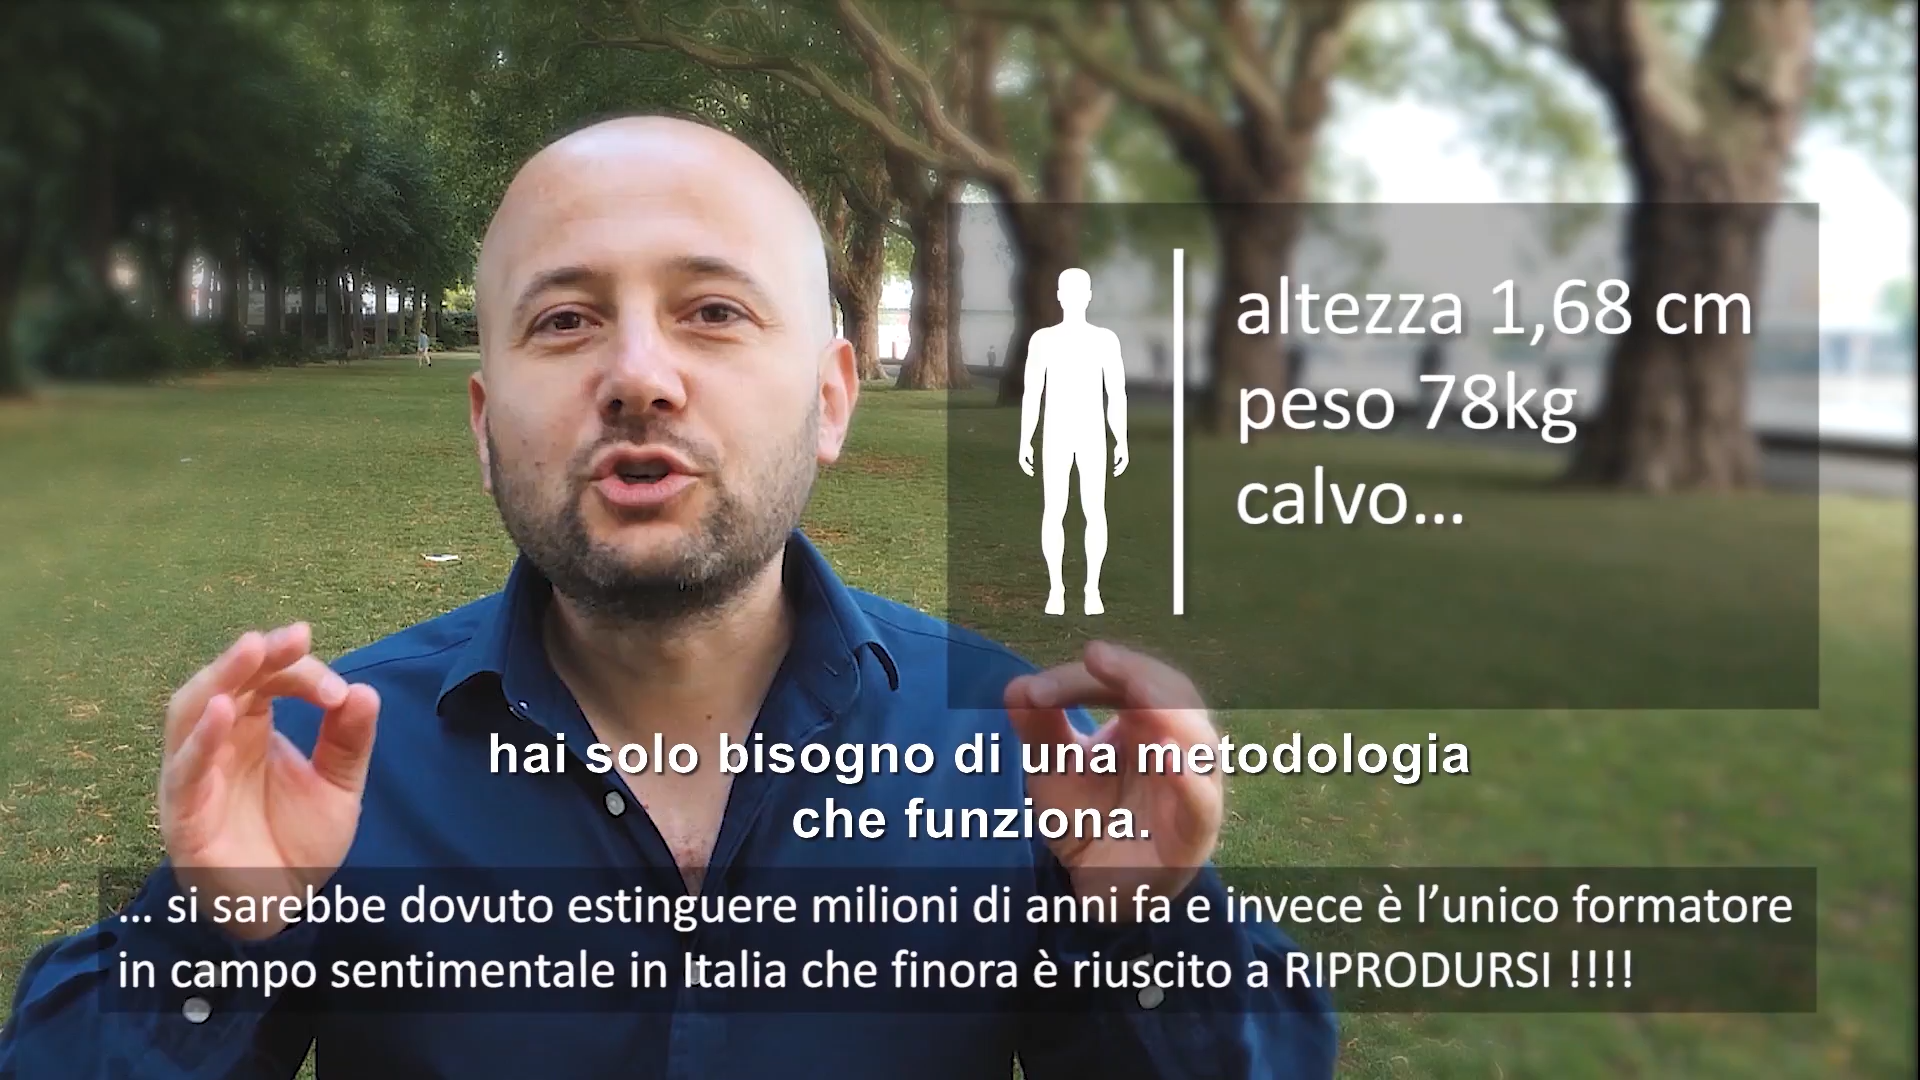 altezza 1,68 cm
peso 78kg
calvo...
hai solo bisogno di una metodologia
che funziona.
... si sarebbe dovuto estinguere milioni di anni fa e invece è l’unico formatore
in campo sentimentale in Italia che finora è riuscito a RIPRODURSI !!!!